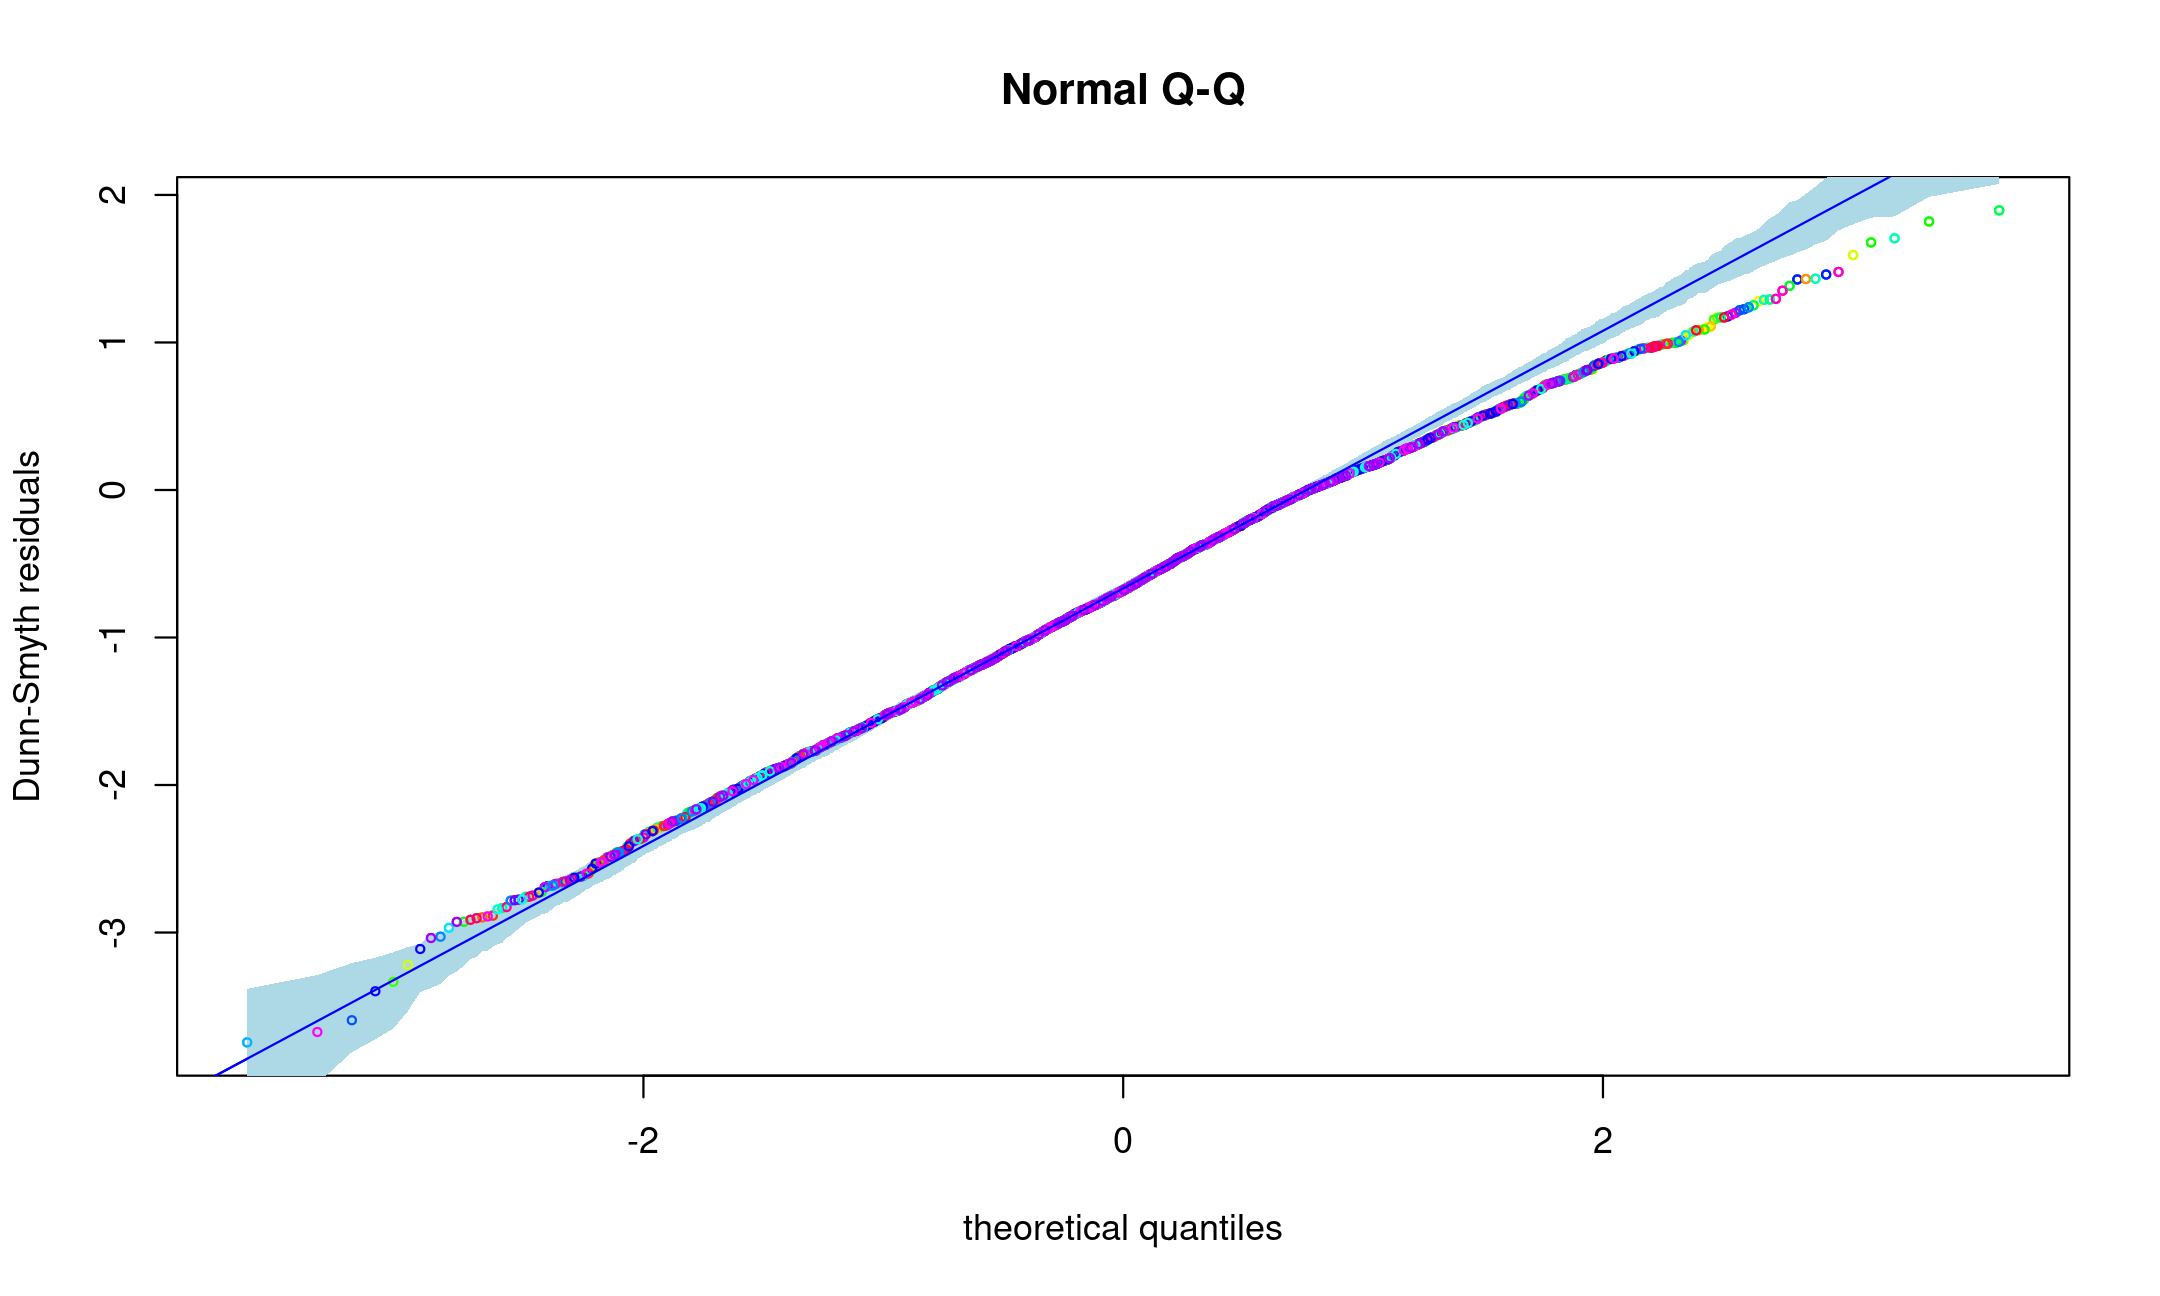 Normal Q-Q
2
1
0
-1
-2
-3
Dunn-Smyth residuals
-2 0 2
theoretical quantiles